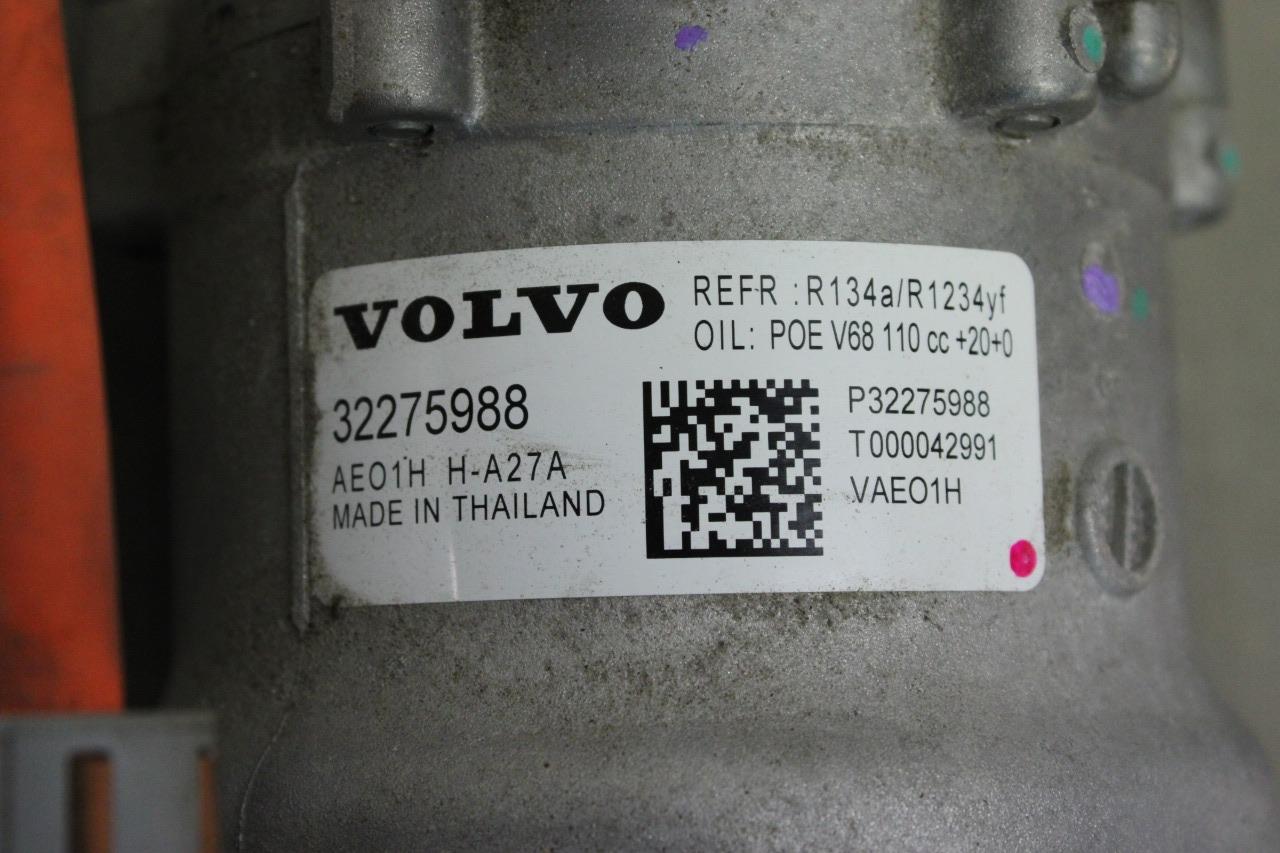 VOLVO
REFR : R134a/R1234yf
OIL: POE V68 110 cc +20+0
32275988
AEO1H H-A27A
MADE IN THAILAND
P32275988
T000042991
VAEO1H